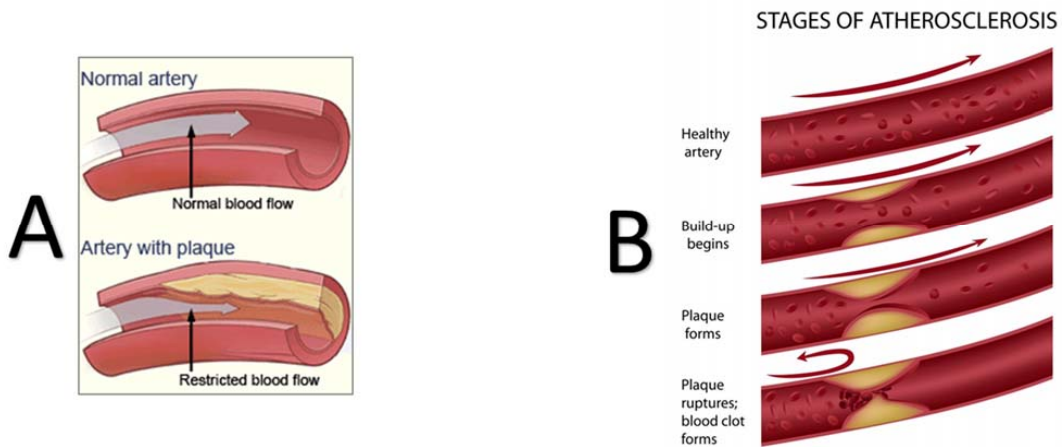 A
Normal artery
Normal blood flow
Artery with plaque
Restricted blood flow
B
STAGES OF ATHEROSCLEROSIS
Healthy
artery
Build-up
begins
Plaque
forms
Plaque
ruptures;
blood clot
forms